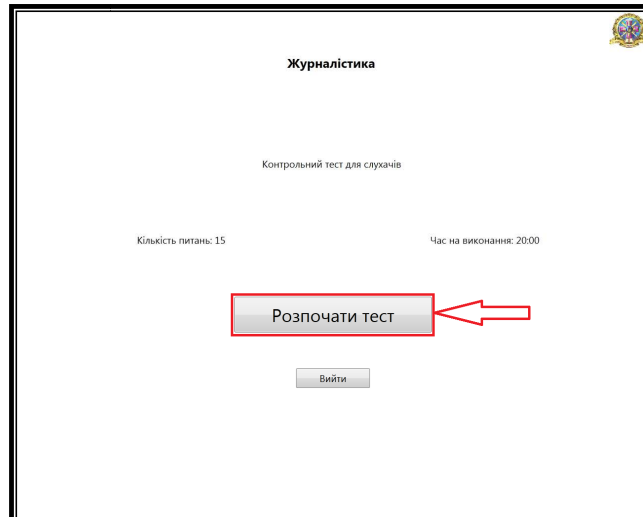 Журналістика
Контрольний тест для слухачів
Кількість питань: 15
Час на виконання: 20:00
Розпочати тест
Вийти